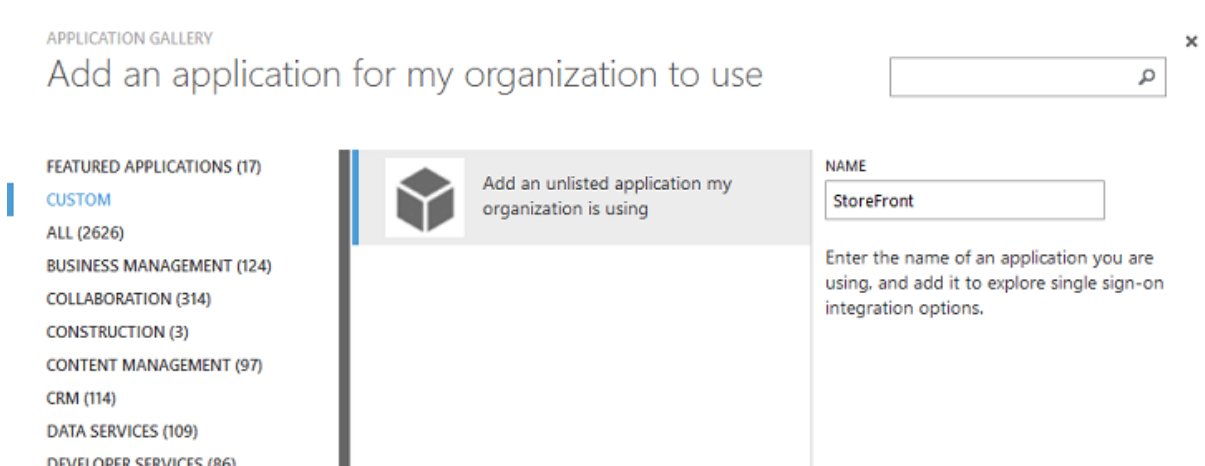 APPLICATION GALLERY
Add an application for my organization to use
FEATURED APPLICATIONS (17)
CUSTOM
ALL (2626)
BUSINESS MANAGEMENT (124)
COLLABORATION (314)
CONSTRUCTION (3)
CONTENT MANAGEMENT (97)
CRM (114)
DATA SERVICES (109)
DEVELOPER SERVICES (86)
Add an unlisted application my
organization is using
NAME
StoreFront
Enter the name of an application you are
using, and add it to explore single sign-on
integration options.